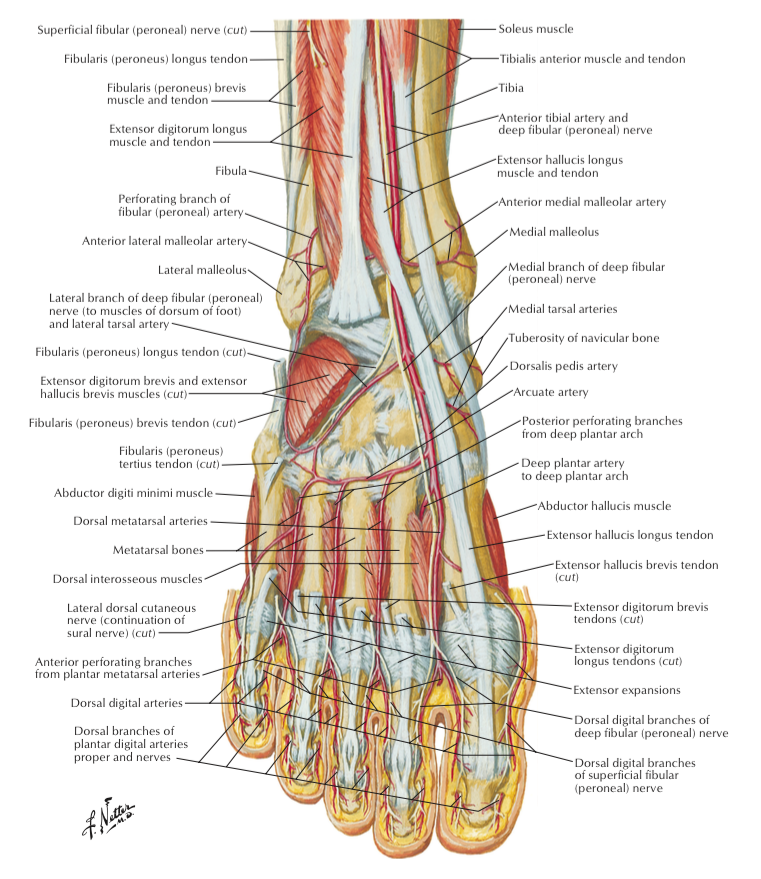 Superficial fibular (peroneal) nerve (cut)
Fibularis (peroneus) longus tendon
Fibularis (peroneus) brevis
muscle and tendon
Extensor digitorum longus
muscle and tendon
Fibula
Perforating branch of
fibular (peroneal) artery
Anterior lateral malleolar artery
Lateral malleolus
Lateral branch of deep fibular (peroneal)
nerve (to muscles of dorsum of foot)
and lateral tarsal artery
Fibularis (peroneus) longus tendon (cut)
Extensor digitorum brevis and extensor
hallucis brevis muscles (cut)
Fibularis (peroneus) brevis tendon (cut)
Fibularis (peroneus)
tertius tendon (cut)
Abductor digiti minimi muscle
Dorsal metatarsal arteries
Metatarsal bones
Dorsal interosseous muscles
Lateral dorsal cutaneous
nerve (continuation of
sural nerve) (cut)
Anterior perforating branches
from plantar metatarsal arteries
Dorsal digital arteries
Dorsal branches of
plantar digital arteries
proper and nerves
Soleus muscle
Tibialis anterior muscle and tendon
Tibia
Anterior tibial artery and
deep fibular (peroneal) nerve
Extensor hallucis longus
muscle and tendon
Anterior medial malleolar artery
Medial malleolus
Medial branch of deep fibular
(peroneal) nerve
Medial tarsal arteries
Tuberosity of navicular bone
Dorsalis pedis artery
Arcuate artery
Posterior perforating branches
from deep plantar arch
Deep plantar artery
to deep plantar arch
Abductor hallucis muscle
Extensor hallucis longus tendon
Extensor hallucis brevis tendon
(cut)
Extensor digitorum brevis
tendons (cut)
Extensor digitorum
longus tendons (cut)
Extensor expansions
Dorsal digital branches of
deep fibular (peroneal) nerve
Dorsal digital branches
of superficial fibular
(peroneal) nerve
F. Netter
M.D.